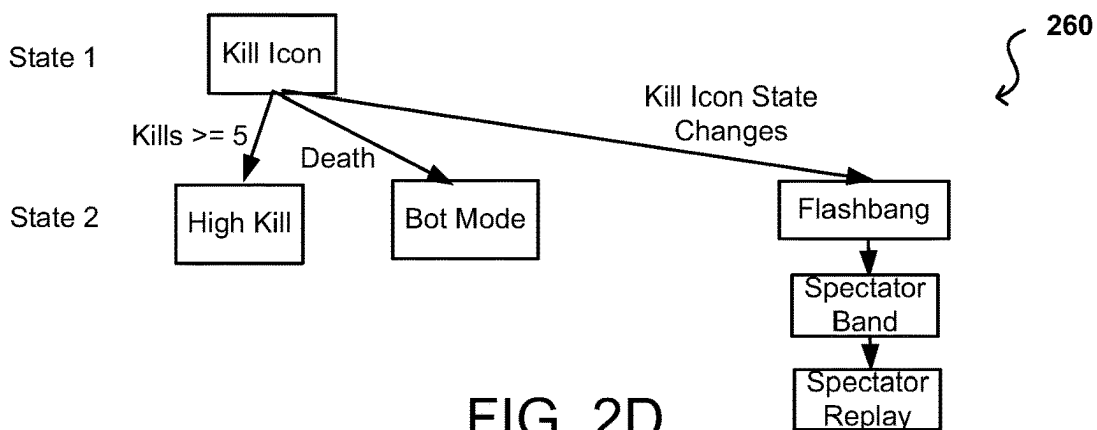 260
State 1
Kill Icon
Kill Icon State
Changes
Kills >= 5
Death
State 2
High Kill
Bot Mode
Flashbang
Spectator
Band
Spectator
Replay
FIG. 2D